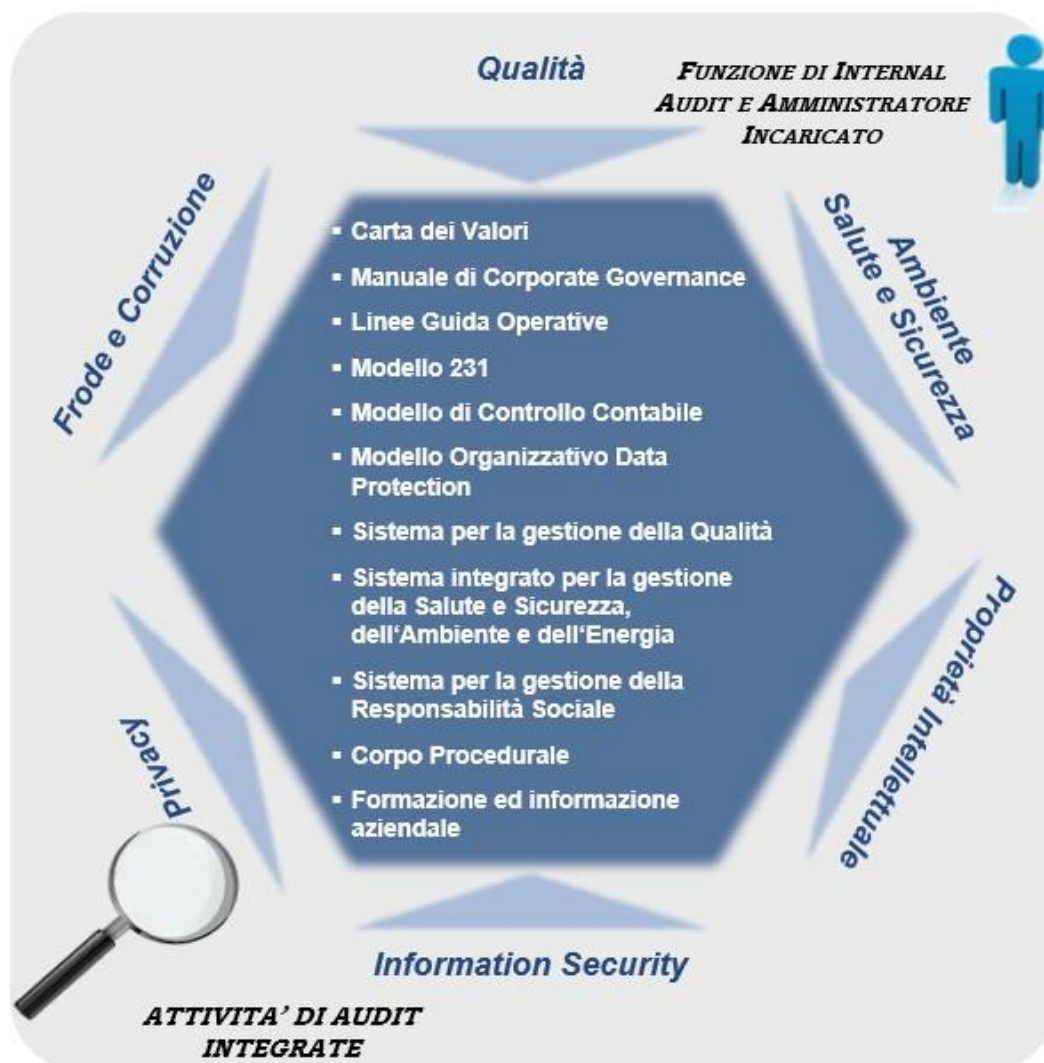 Qualità
FUNZIONE DI INTERNAL
AUDIT E AMMINISTRATORE
INCARICATO
Frode e Corruzione
Ambiente
Salute e Sicurezza
▪ Carta dei Valori
▪ Manuale di Corporate Governance
▪ Linee Guida Operative
▪ Modello 231
▪ Modello di Controllo Contabile
▪ Modello Organizzativo Data
Protection
▪ Sistema per la gestione della Qualità
▪ Sistema integrato per la gestione
della Salute e Sicurezza,
dell‘Ambiente e dell‘Energia
▪ Sistema per la gestione della
Responsabilità Sociale
▪ Corpo Procedurale
▪ Formazione ed informazione
aziendale
Privacy
Proprietà Intellettuale
Information Security
ATTIVITA’ DI AUDIT
INTEGRATE